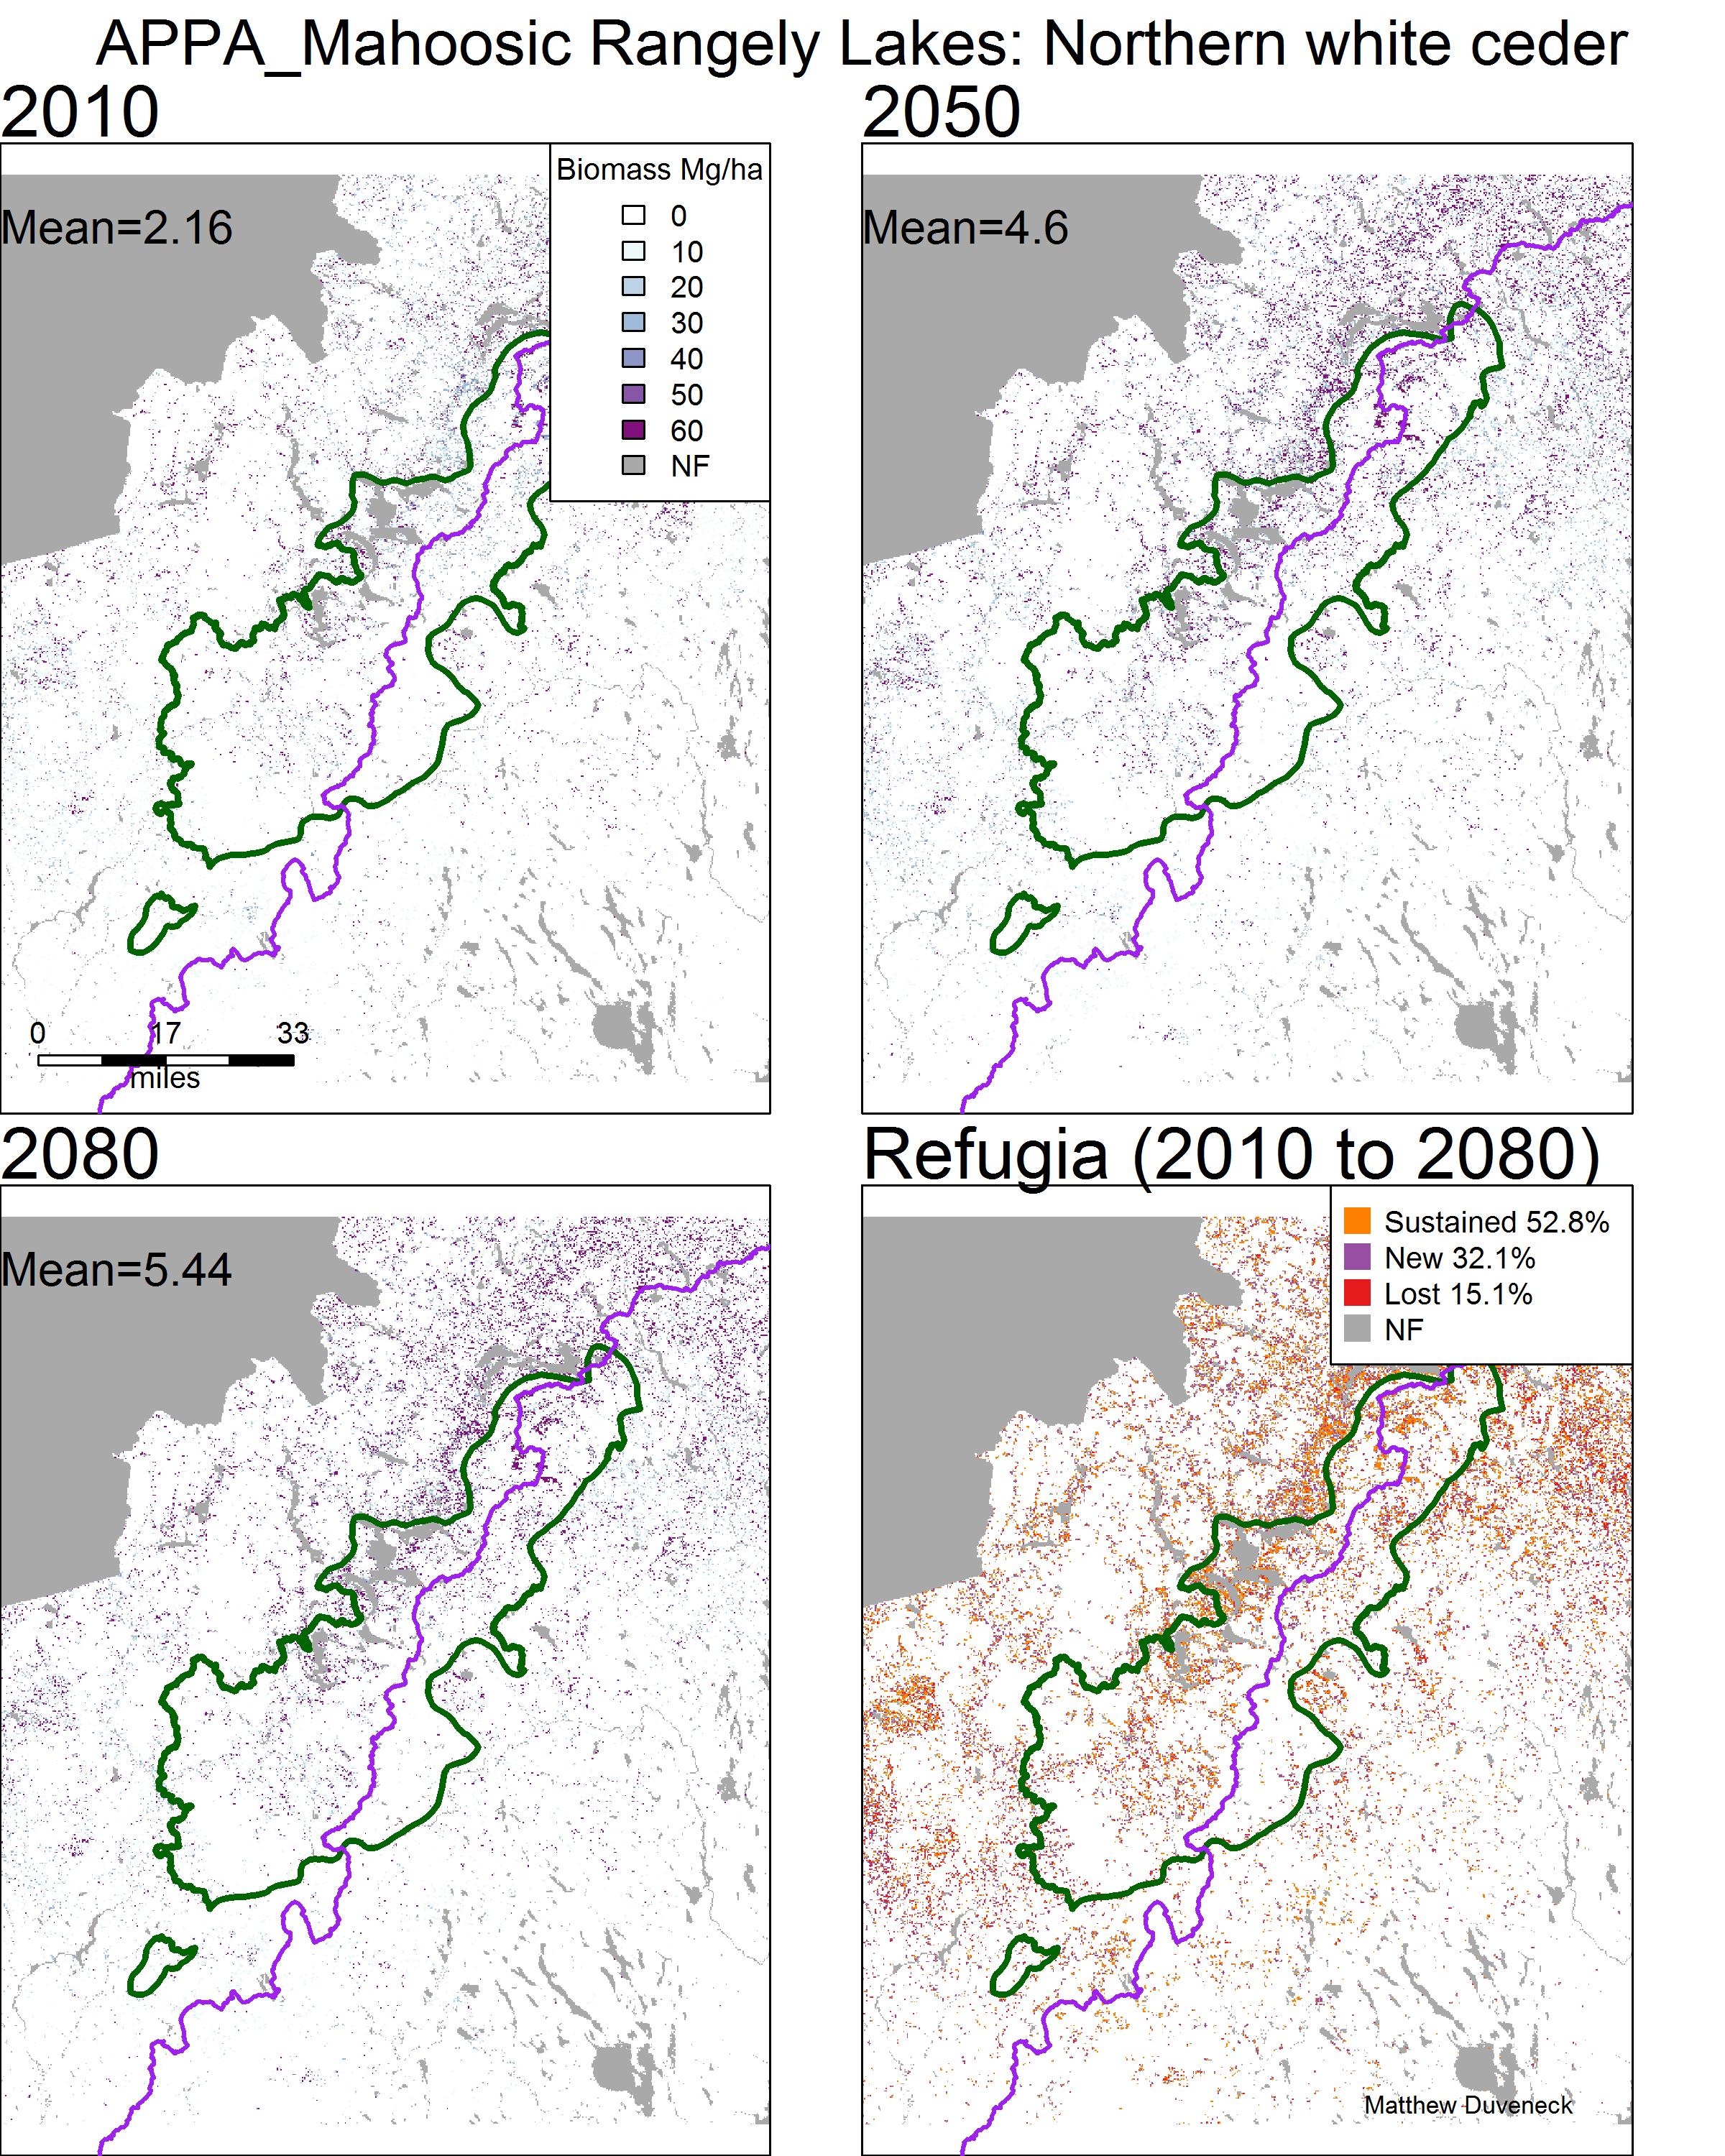 APPA_Mahoosic Rangely Lakes: Northern white ceder
2010
Mean=2.16
Biomass Mg/ha
0
10
20
30
40
50
60
NF
0 17 33
miles
2050
Mean=4.6
2080
Mean=5.44
Refugia (2010 to 2080)
Sustained 52.8%
New 32.1%
Lost 15.1%
NF
Matthew Duveneck